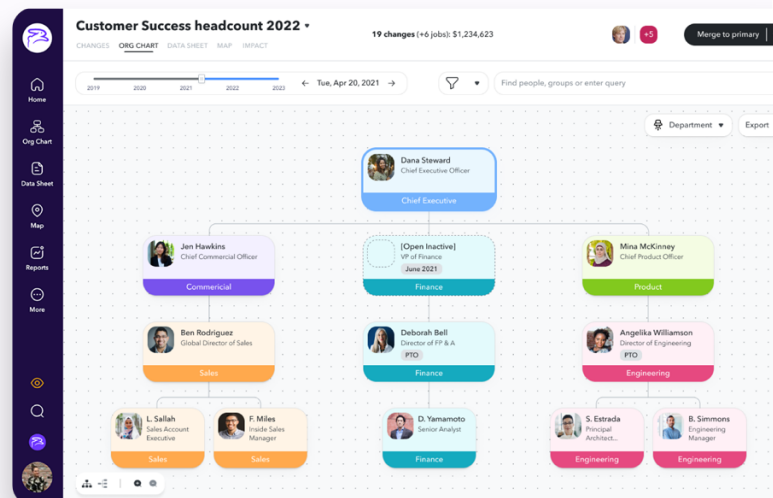 Customer Success headcount 2022
19 changes (+6 jobs): $1,234,623
+5
Merge to primary
CHANGES ORG CHART DATA SHEET MAP IMPACT
2019 2020 2021 2022 2023
Tue, Apr 20, 2021
Find people, groups or enter query
Home
Org Chart
Data Sheet
Map
Reports
More
Department
Export
Dana Steward
Chief Executive Officer
Chief Executive
Jen Hawkins
Chief Commercial Officer
Commericial
[Open Inactive]
VP of Finance
June 2021
Finance
Mina McKinney
Chief Product Officer
Product
Ben Rodriguez
Global Director of Sales
Sales
Deborah Bell
Director of FP & A
PTO
Finance
Angelika Williamson
Director of Engineering
PTO
Engineering
L. Sallah
Sales Account
Executive
Sales
F. Miles
Inside Sales
Manager
Sales
D. Yamamoto
Senior Analyst
Finance
S. Estrada
Principal
Architect...
Engineering
B. Simmons
Engineering
Manager
Engineering